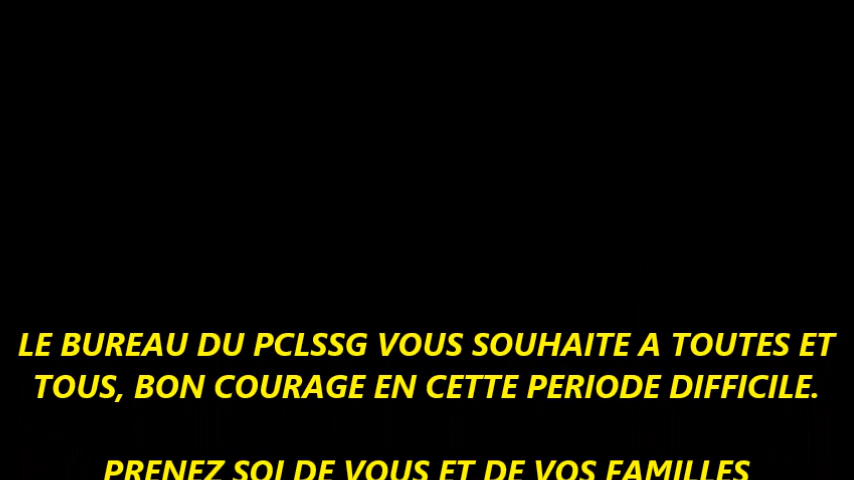 LE BUREAU DU PCLSSG VOUS SOUHAITE A TOUTES ET
TOUS, BON COURAGE EN CETTE PERIODE DIFFICILE.
PRENEZ SOI DE VOUS ET DE VOS FAMILLES